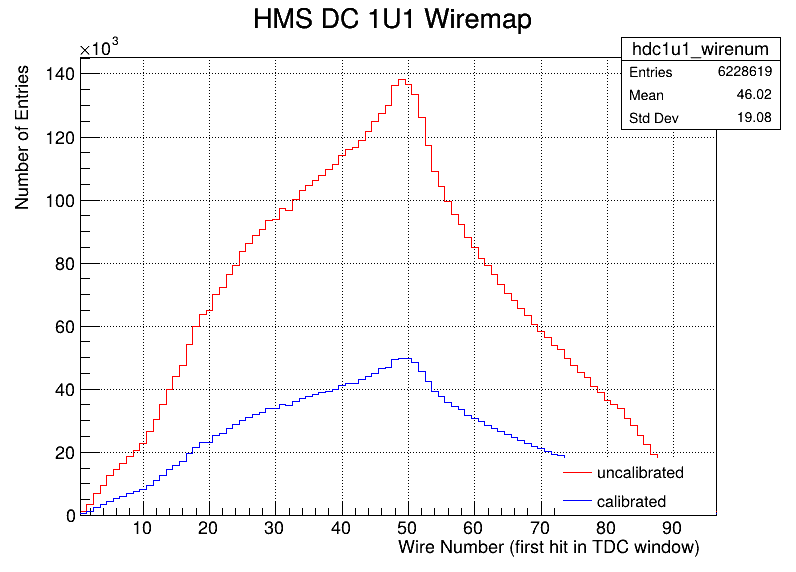 HMS DC 1U1 Wiremap
×10³
hdc1u1_wirenum
Entries 6228619
Mean 46.02
Std Dev 19.08
Number of Entries
140
120
100
80
60
40
20
0
uncalibrated
calibrated
10 20 30 40 50 60 70 80 90
Wire Number (first hit in TDC window)